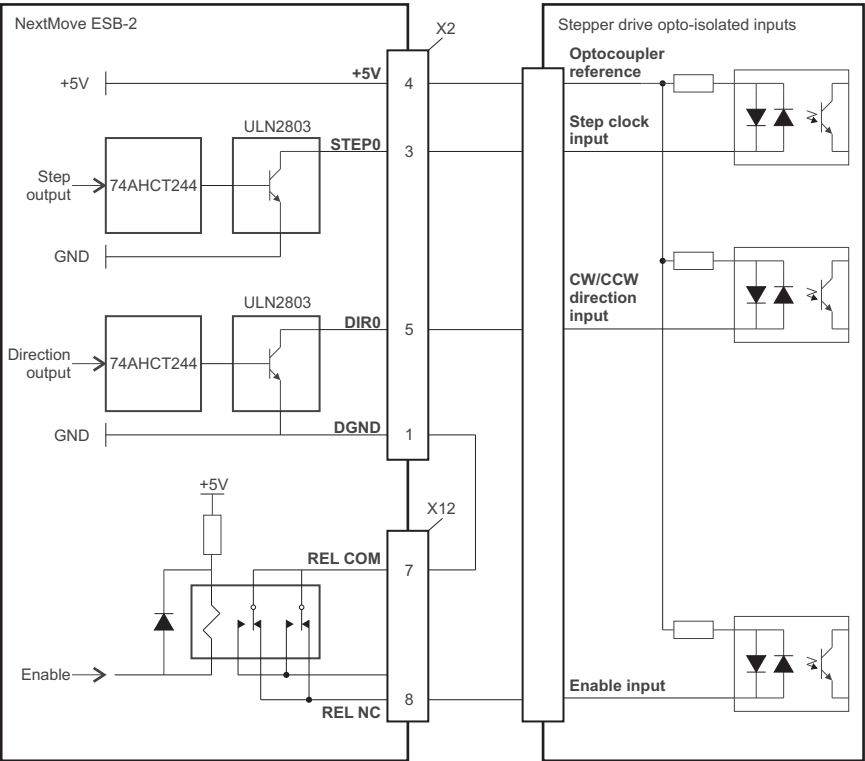 NextMove ESB-2
X2
Stepper drive opto-isolated inputs
+5V
+5V
4
Optocoupler
reference
ULN2803
Step
output
74AHCT244
STEP0
3
Step clock
input
GND
ULN2803
Direction
output
74AHCT244
DIR0
5
CW/CCW
direction
input
GND
DGND
1
+5V
X12
REL COM
7
Enable
REL NC
8
Enable input